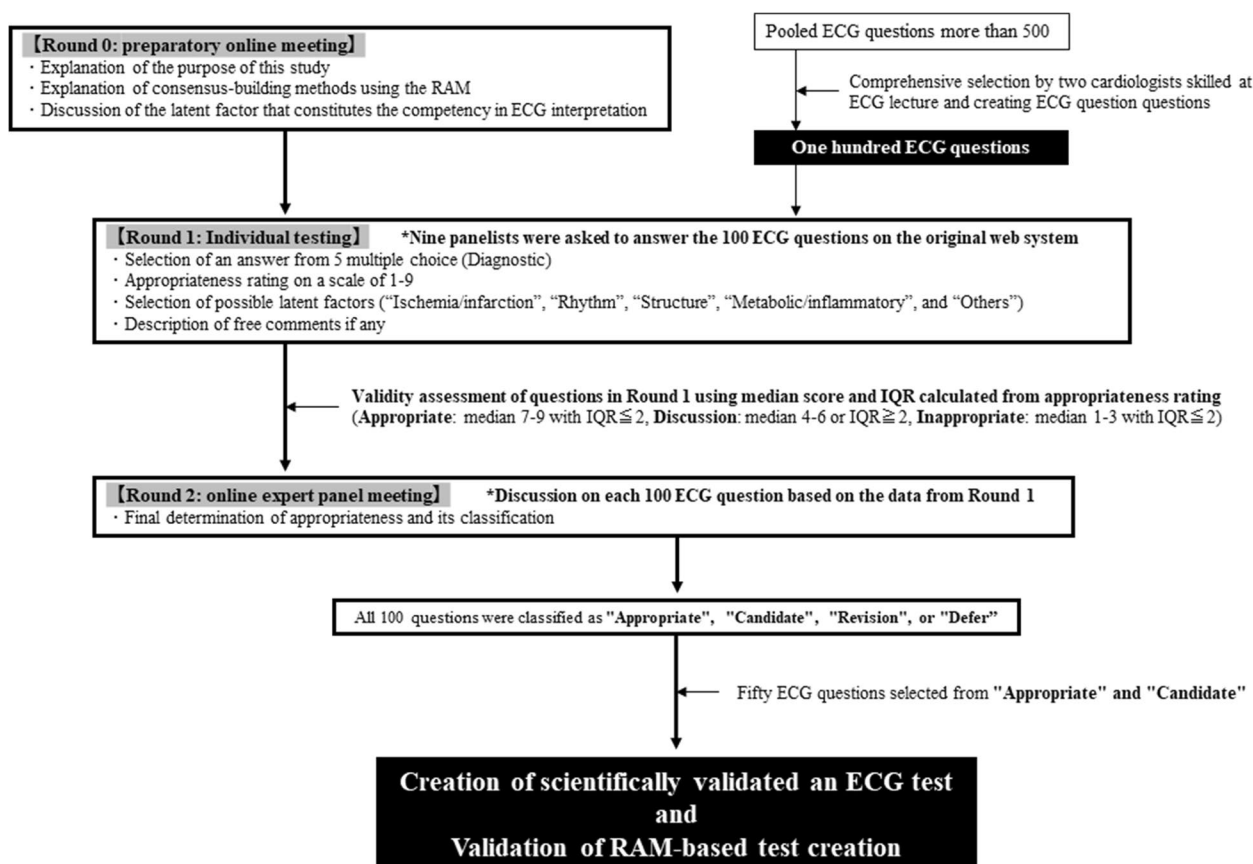 【Round 0: preparatory online meeting】
・Explanation of the purpose of this study
・Explanation of consensus-building methods using the RAM
・Discussion of the latent factor that constitutes the competency in ECG interpretation
Pooled ECG questions more than 500
Comprehensive selection by two cardiologists skilled at
ECG lecture and creating ECG question questions
One hundred ECG questions
【Round 1: Individual testing】 *Nine panelists were asked to answer the 100 ECG questions on the original web system
・Selection of an answer from 5 multiple choice (Diagnostic)
・Appropriateness rating on a scale of 1-9
・Selection of possible latent factors (“Ischemia/infarction”, “Rhythm”, “Structure”, “Metabolic/inflammatory”, and “Others”)
・Description of free comments if any
Validity assessment of questions in Round 1 using median score and IQR calculated from appropriateness rating
(Appropriate: median 7-9 with IQR≦2, Discussion: median 4-6 or IQR≧2, Inappropriate: median 1-3 with IQR≦2)
【Round 2: online expert panel meeting】 *Discussion on each 100 ECG question based on the data from Round 1
・Final determination of appropriateness and its classification
All 100 questions were classified as "Appropriate", "Candidate", "Revision", or "Defer”
Fifty ECG questions selected from "Appropriate" and "Candidate"
Creation of scientifically validated an ECG test
and
Validation of RAM-based test creation